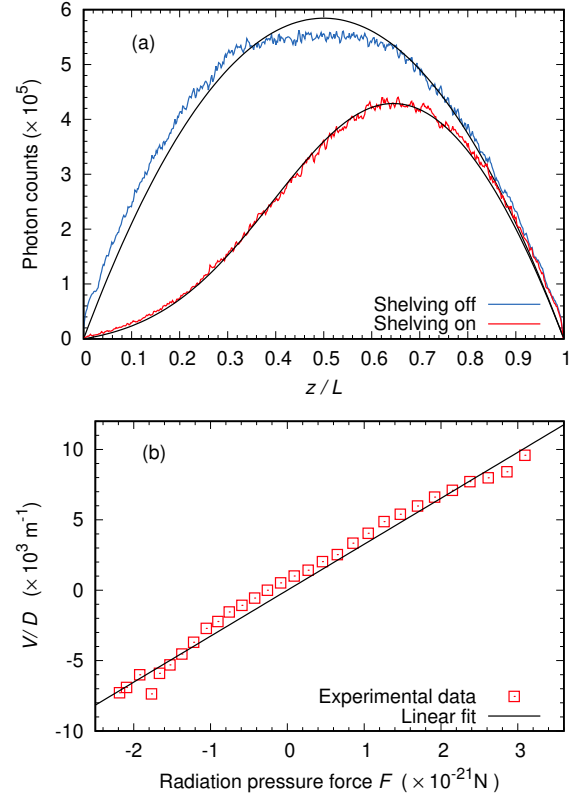 (a)
Photon counts (× 10⁵)
6
5
4
3
2
1
0
Shelving off
Shelving on
0 0.1 0.2 0.3 0.4 0.5 0.6 0.7 0.8 0.9 1
z / L
(b)
V/D (× 10³ m⁻¹)
10
5
0
-5
-10
Experimental data
Linear fit
-2 -1 0 1 2 3
Radiation pressure force F (× 10⁻²¹N)